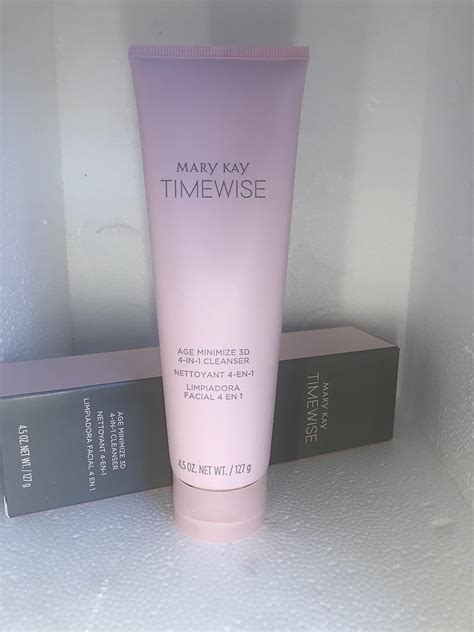 MARY KAY
TIMEWISE
AGE MINIMIZE 3D
4-IN-1 CLEANSER
NETTOYANT 4-EN-1
LIMPIADORA
FACIAL 4 EN 1
4.5 OZ. NET WT. / 127 g
AGE MINIMIZE 3D
4-IN-1 CLEANSER
NETTOYANT 4-EN-1
LIMPIADORA FACIAL 4 EN 1
4.5 OZ. NET WT. / 127 g
MARY KAY
TIMEWISE